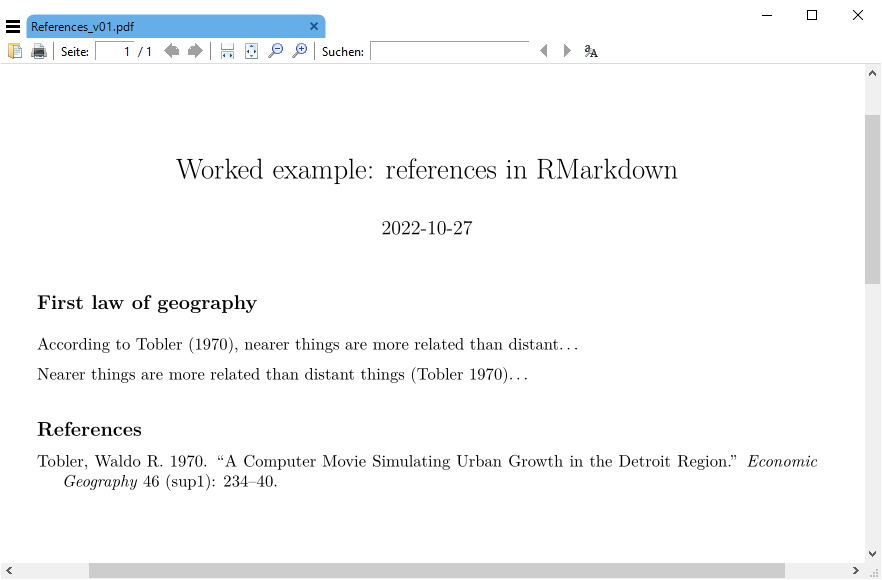 References_v01.pdf
Seite: 1 / 1 Suchen:
Worked example: references in RMarkdown
2022-10-27
First law of geography
According to Tobler (1970), nearer things are more related than distant…
Nearer things are more related than distant things (Tobler 1970)…
References
Tobler, Waldo R. 1970. “A Computer Movie Simulating Urban Growth in the Detroit Region.” Economic
Geography 46 (sup1): 234–40.